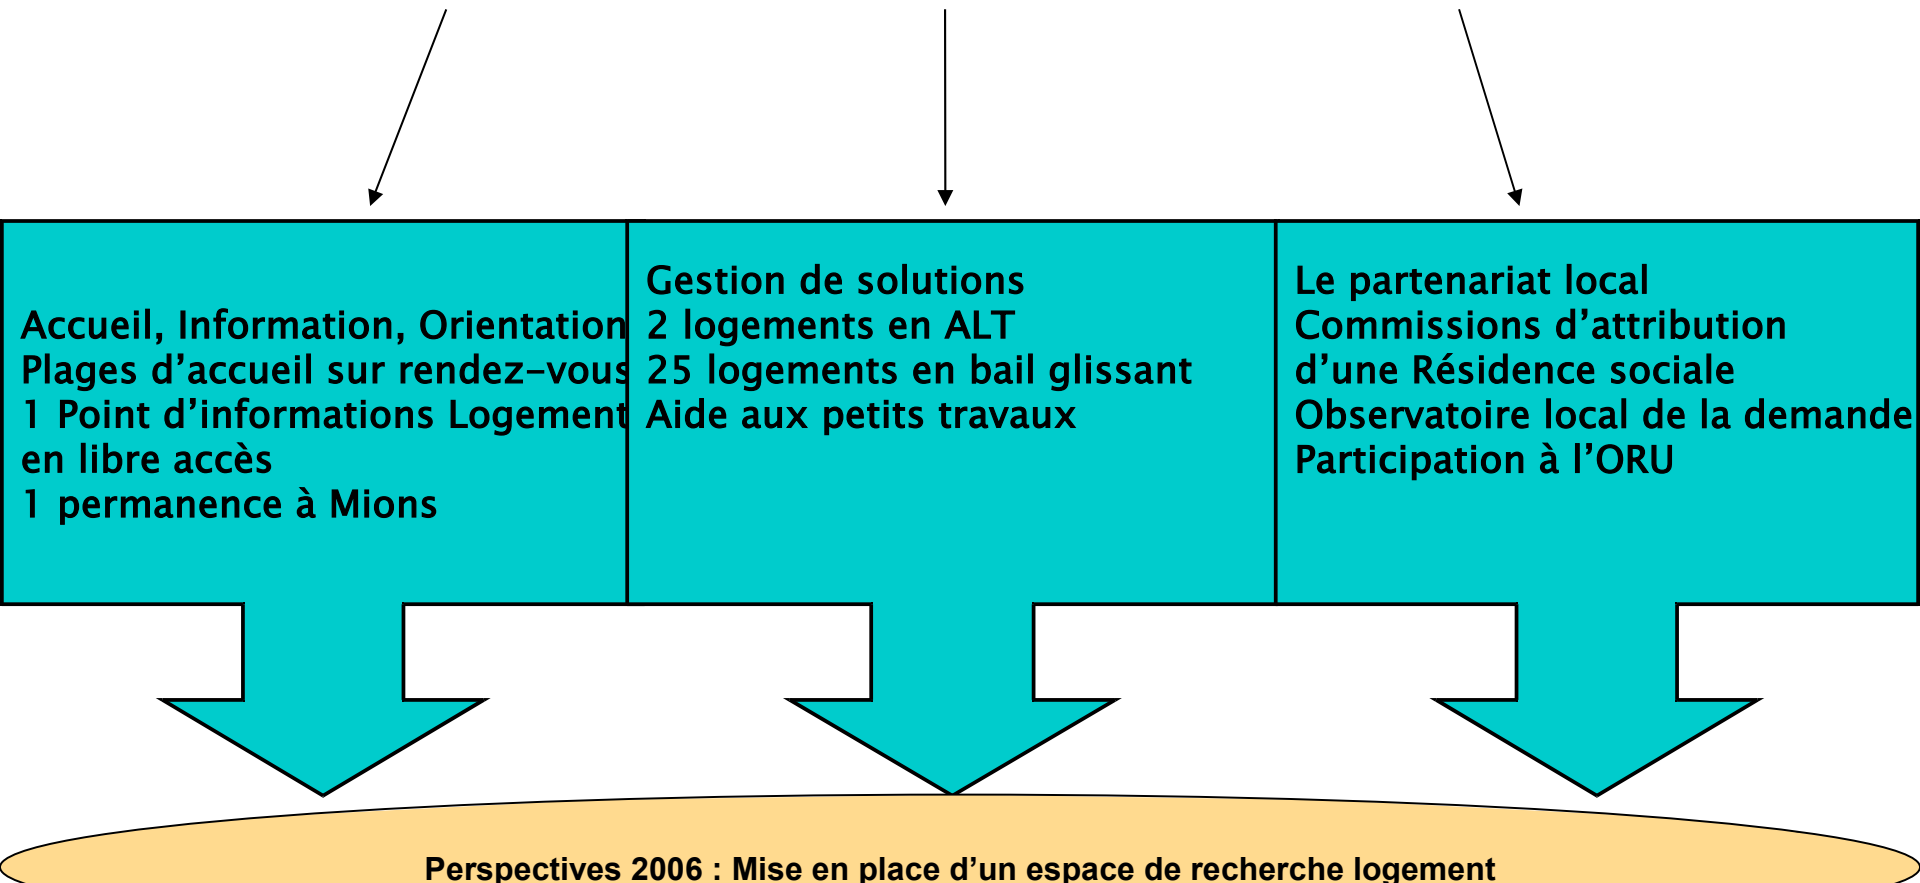 Accueil, Information, Orientation
Plages d’accueil sur rendez-vous
1 Point d’informations Logement
en libre accès
1 permanence à Mions
Gestion de solutions
2 logements en ALT
25 logements en bail glissant
Aide aux petits travaux
Le partenariat local
Commissions d’attribution
d’une Résidence sociale
Observatoire local de la demande
Participation à l’ORU
Perspectives 2006 : Mise en place d’un espace de recherche logement